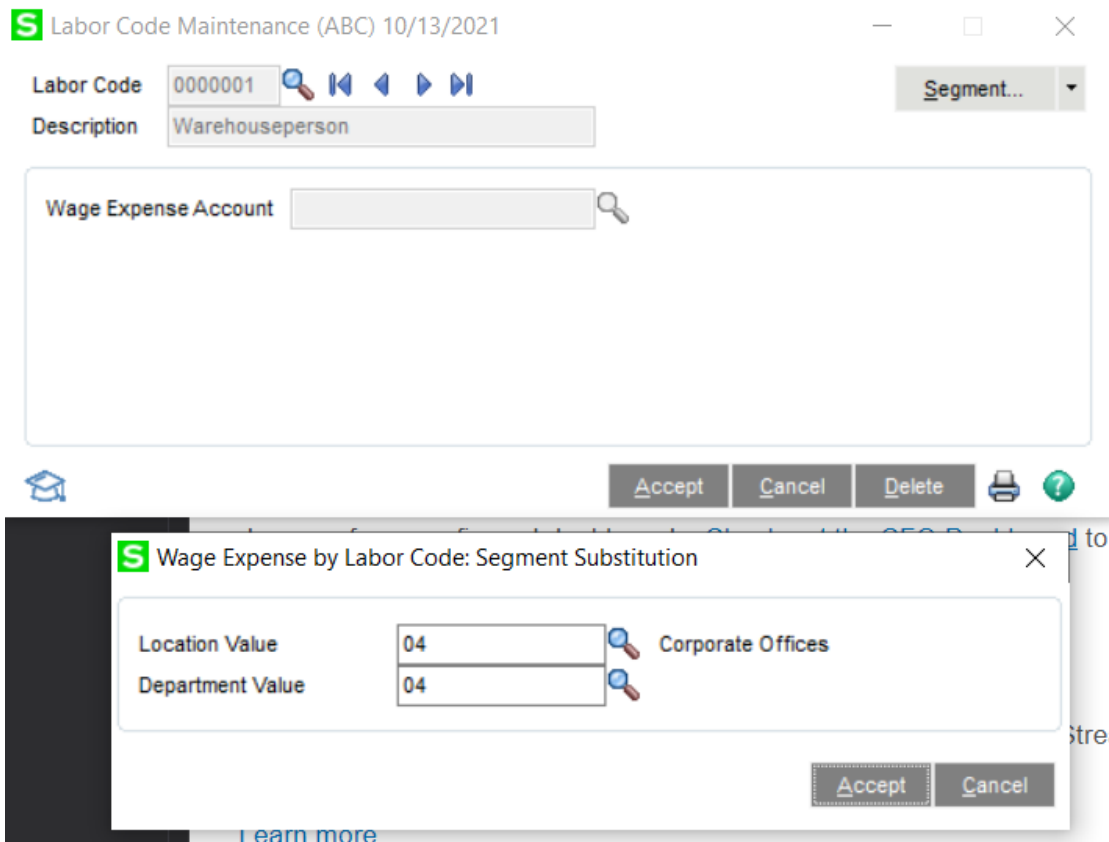 S Labor Code Maintenance (ABC) 10/13/2021
Labor Code 0000001 Segment...
Description Warehouseperson
Wage Expense Account
Accept Cancel Delete ?
d to
S Wage Expense by Labor Code: Segment Substitution
Location Value 04 Corporate Offices
Department Value 04
Stre
Accept Cancel
Learn more